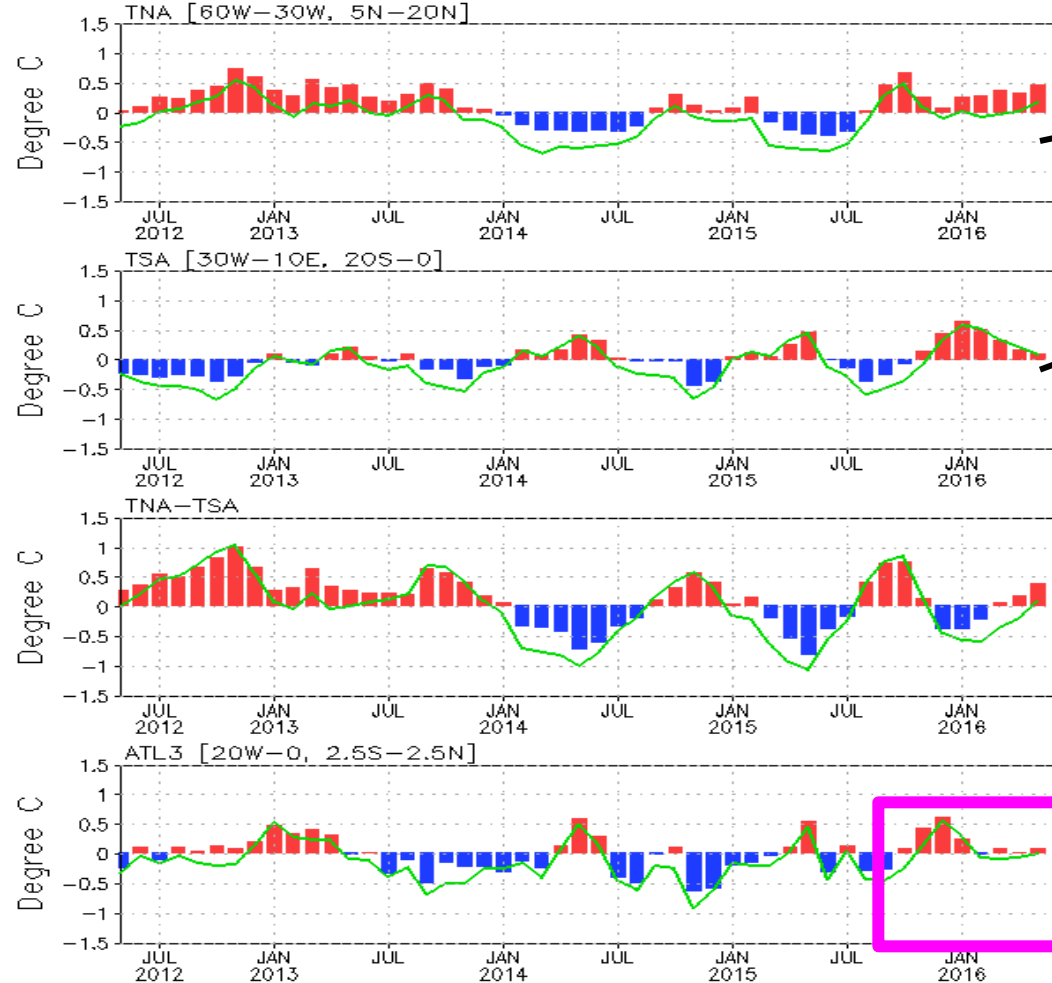 TNA [60W-30W, 5N-20N]
Degree C
1.5
1
0.5
0
-0.5
-1
-1.5
JUL JAN JUL JAN JUL JAN JUL JAN
2012 2013 2014 2015 2016
TSA [30W-10E, 20S-0]
Degree C
1.5
1
0.5
0
-0.5
-1
-1.5
JUL JAN JUL JAN JUL JAN JUL JAN
2012 2013 2014 2015 2016
TNA-TSA
Degree C
1.5
1
0.5
0
-0.5
-1
-1.5
JUL JAN JUL JAN JUL JAN JUL JAN
2012 2013 2014 2015 2016
ATL3 [20W-0, 2.5S-2.5N]
Degree C
1.5
1
0.5
0
-0.5
-1
-1.5
JUL JAN JUL JAN JUL JAN JUL JAN
2012 2013 2014 2015 2016